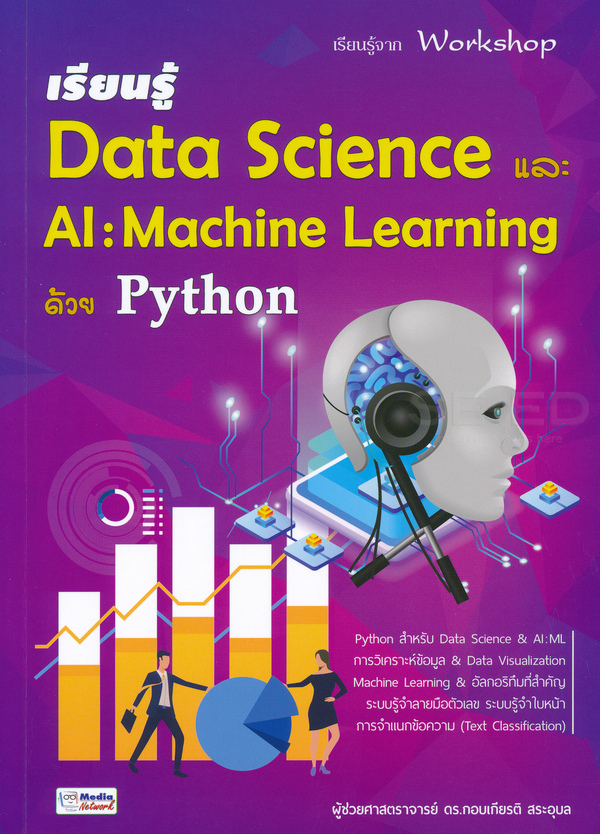 เรียนรู้จาก Workshop
เรียนรู้
Data Science และ
AI : Machine Learning
ด้วย Python
SE-ED
Python สำหรับ Data Science & AI:ML
การวิเคราะห์ข้อมูล & Data Visualization
Machine Learning & อัลกอริทึมที่สำคัญ
ระบบรู้จำลายมือตัวเลข ระบบรู้จำใบหน้า
การจำแนกข้อความ (Text Classification)
Media
Network
ผู้ช่วยศาสตราจารย์ ดร.กอบเกียรติ สระอุบล